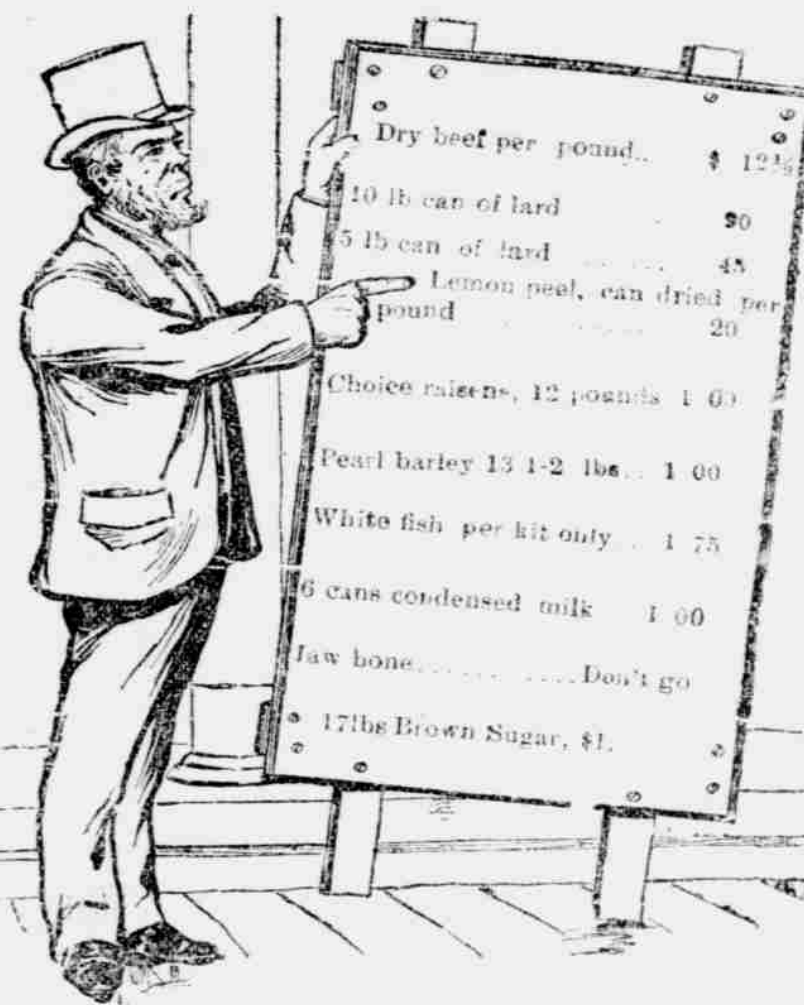 Dry beef per pound.. $ 12½
10 lb can of lard . 90
5 lb can of lard ....... 45
Lemon peel, can dried per
pound ... ........ 20
Choice raisens, 12 pounds 1 00
Pearl barley 13 1-2 lbs.. 1 00
White fish per kit only .. 1 75
6 cans condensed milk 1 00
Jaw bone.... .. .....Don't go
17lbs Brown Sugar, $1.